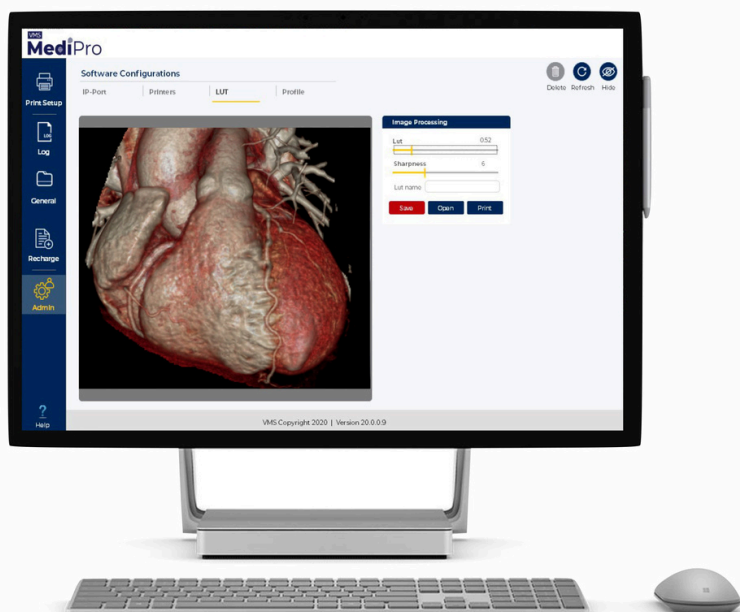 VMS
MediPro
Software Configurations
IP-Port
Primers
LUT
Profile
Delete
Refresh
Hide
Print Setup
LOG
Log
General
Recharge
Admin
?
Help
Image Processing
Lut 0:52
Sharpness 6
Lut name
Save
Open
Print
VMS Copyright 2020 | Version 20.0.0.9